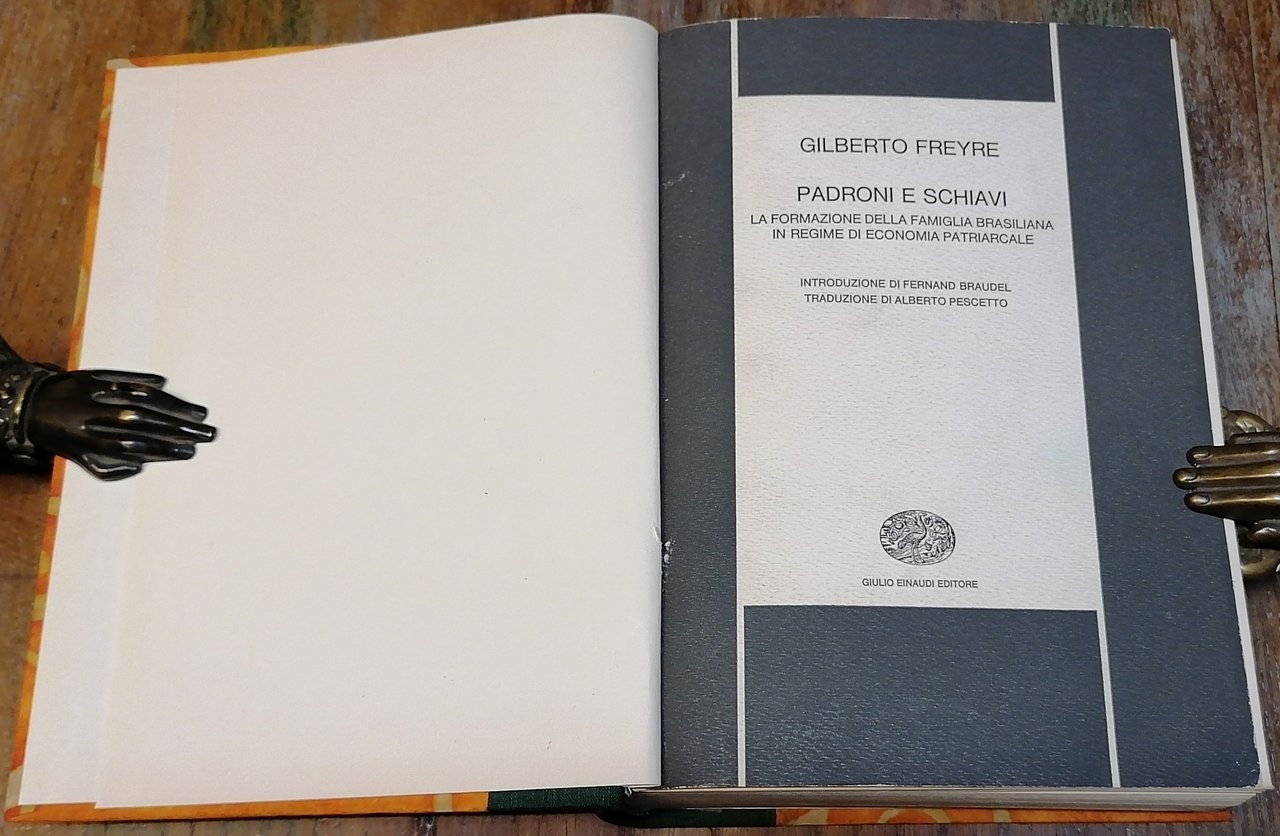 GILBERTO FREYRE
PADRONI E SCHIAVI
LA FORMAZIONE DELLA FAMIGLIA BRASILIANA
IN REGIME DI ECONOMIA PATRIARCALE
INTRODUZIONE DI FERNAND BRAUDEL
TRADUZIONE DI ALBERTO PESCETTO
GIULIO EINAUDI EDITORE